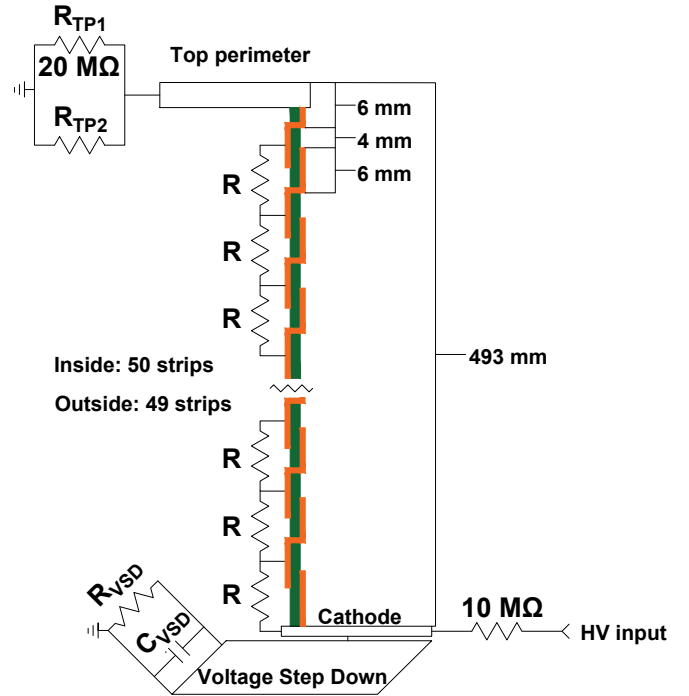 R_TP1
20 MΩ
R_TP2
Top perimeter
6 mm
4 mm
6 mm
R
R
R
493 mm
Inside: 50 strips
Outside: 49 strips
R
R
R
R_VSD
C_VSD
Cathode
10 MΩ
HV input
Voltage Step Down